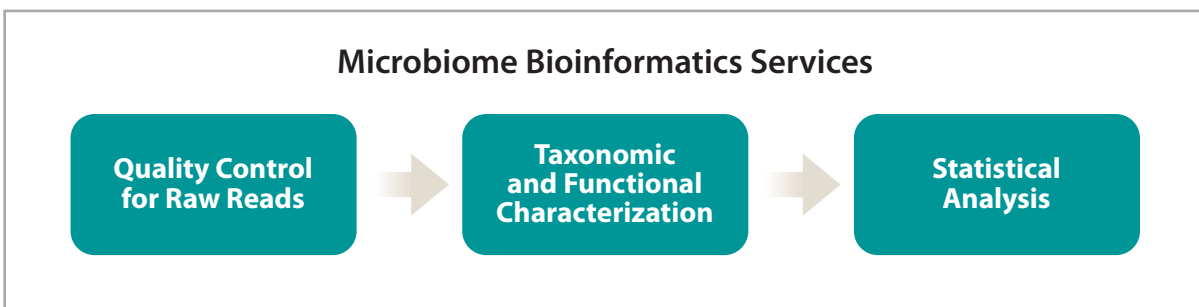 Microbiome Bioinformatics Services
Quality Control
for Raw Reads
Taxonomic
and Functional
Characterization
Statistical
Analysis